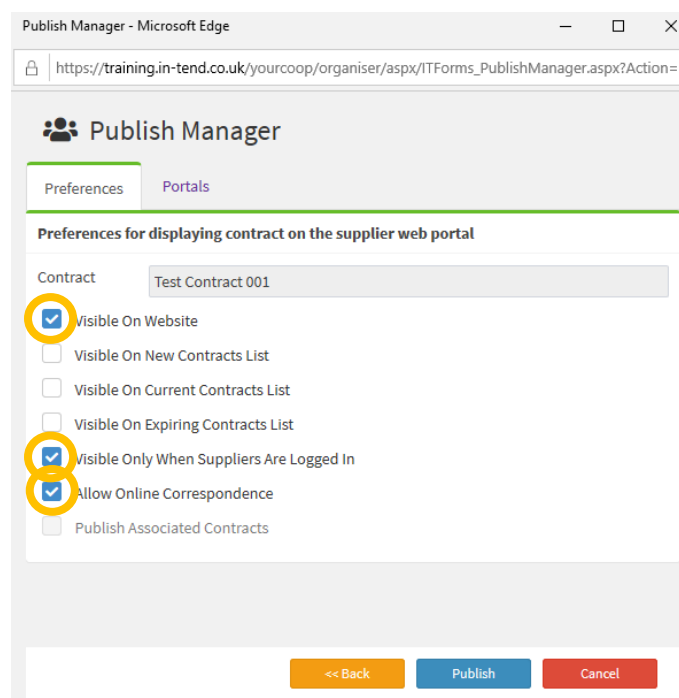 Publish Manager - Microsoft Edge
https://training.in-tend.co.uk/yourcoop/organiser/aspx/ITForms_PublishManager.aspx?Action=
Publish Manager
Preferences Portals
Preferences for displaying contract on the supplier web portal
Contract Test Contract 001
Visible On Website
Visible On New Contracts List
Visible On Current Contracts List
Visible On Expiring Contracts List
Visible Only When Suppliers Are Logged In
Allow Online Correspondence
Publish Associated Contracts
<< Back Publish Cancel